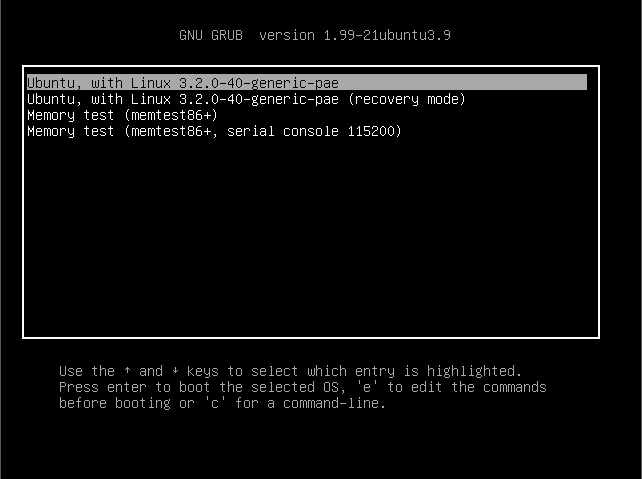 GNU GRUB  version 1.99-21ubuntu3.9
Ubuntu, with Linux 3.2.0-40-generic-pae
Ubuntu, with Linux 3.2.0-40-generic-pae (recovery mode)
Memory test (memtest86+)
Memory test (memtest86+, serial console 115200)
Use the ↑ and ↓ keys to select which entry is highlighted.
Press enter to boot the selected OS, 'e' to edit the commands
before booting or 'c' for a command-line.